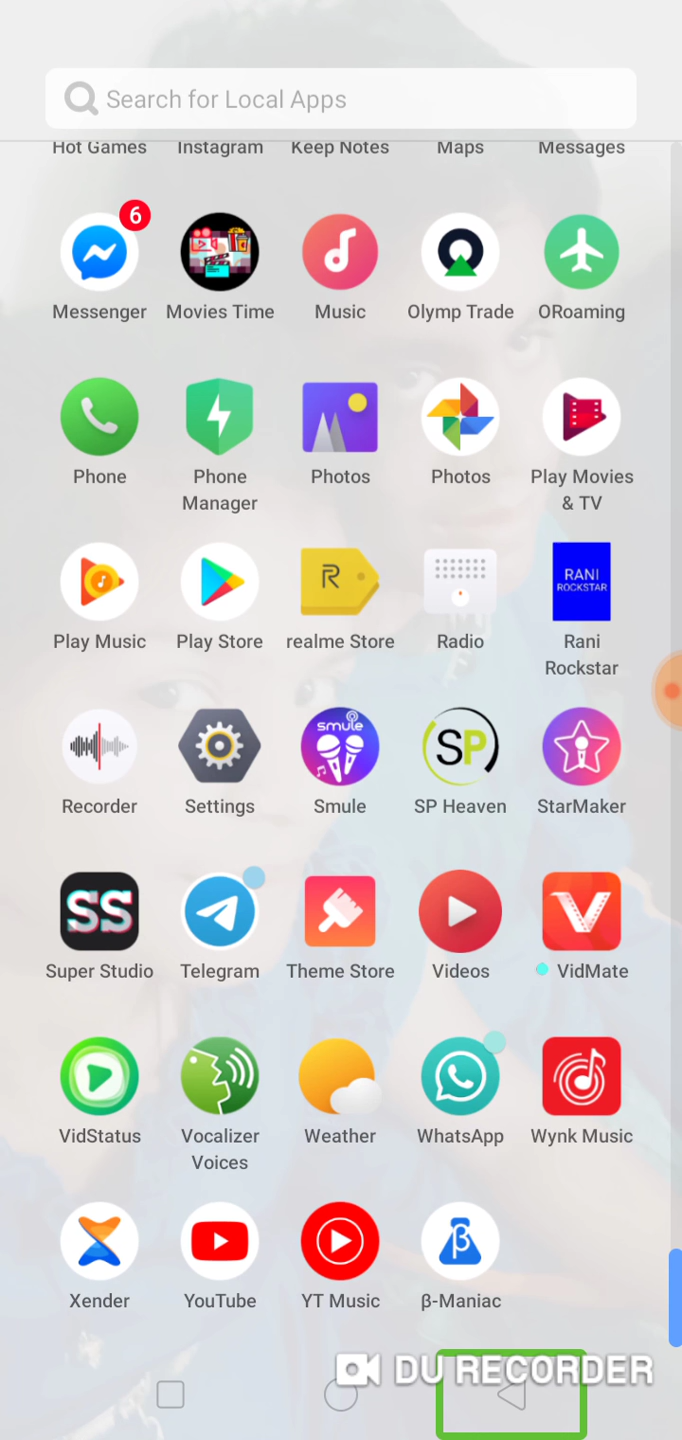 Search for Local Apps
Hot Games Instagram Keep Notes Maps Messages
6
Messenger Movies Time Music Olymp Trade ORoaming
Phone Phone Manager Photos Photos Play Movies & TV
R
RANI ROCKSTAR
Play Music Play Store realme Store Radio Rani Rockstar
smule
SP
Recorder Settings Smule SP Heaven StarMaker
SS
Super Studio Telegram Theme Store Videos VidMate
VidStatus Vocalizer Voices Weather WhatsApp Wynk Music
β
Xender YouTube YT Music β-Maniac
DU RECORDER